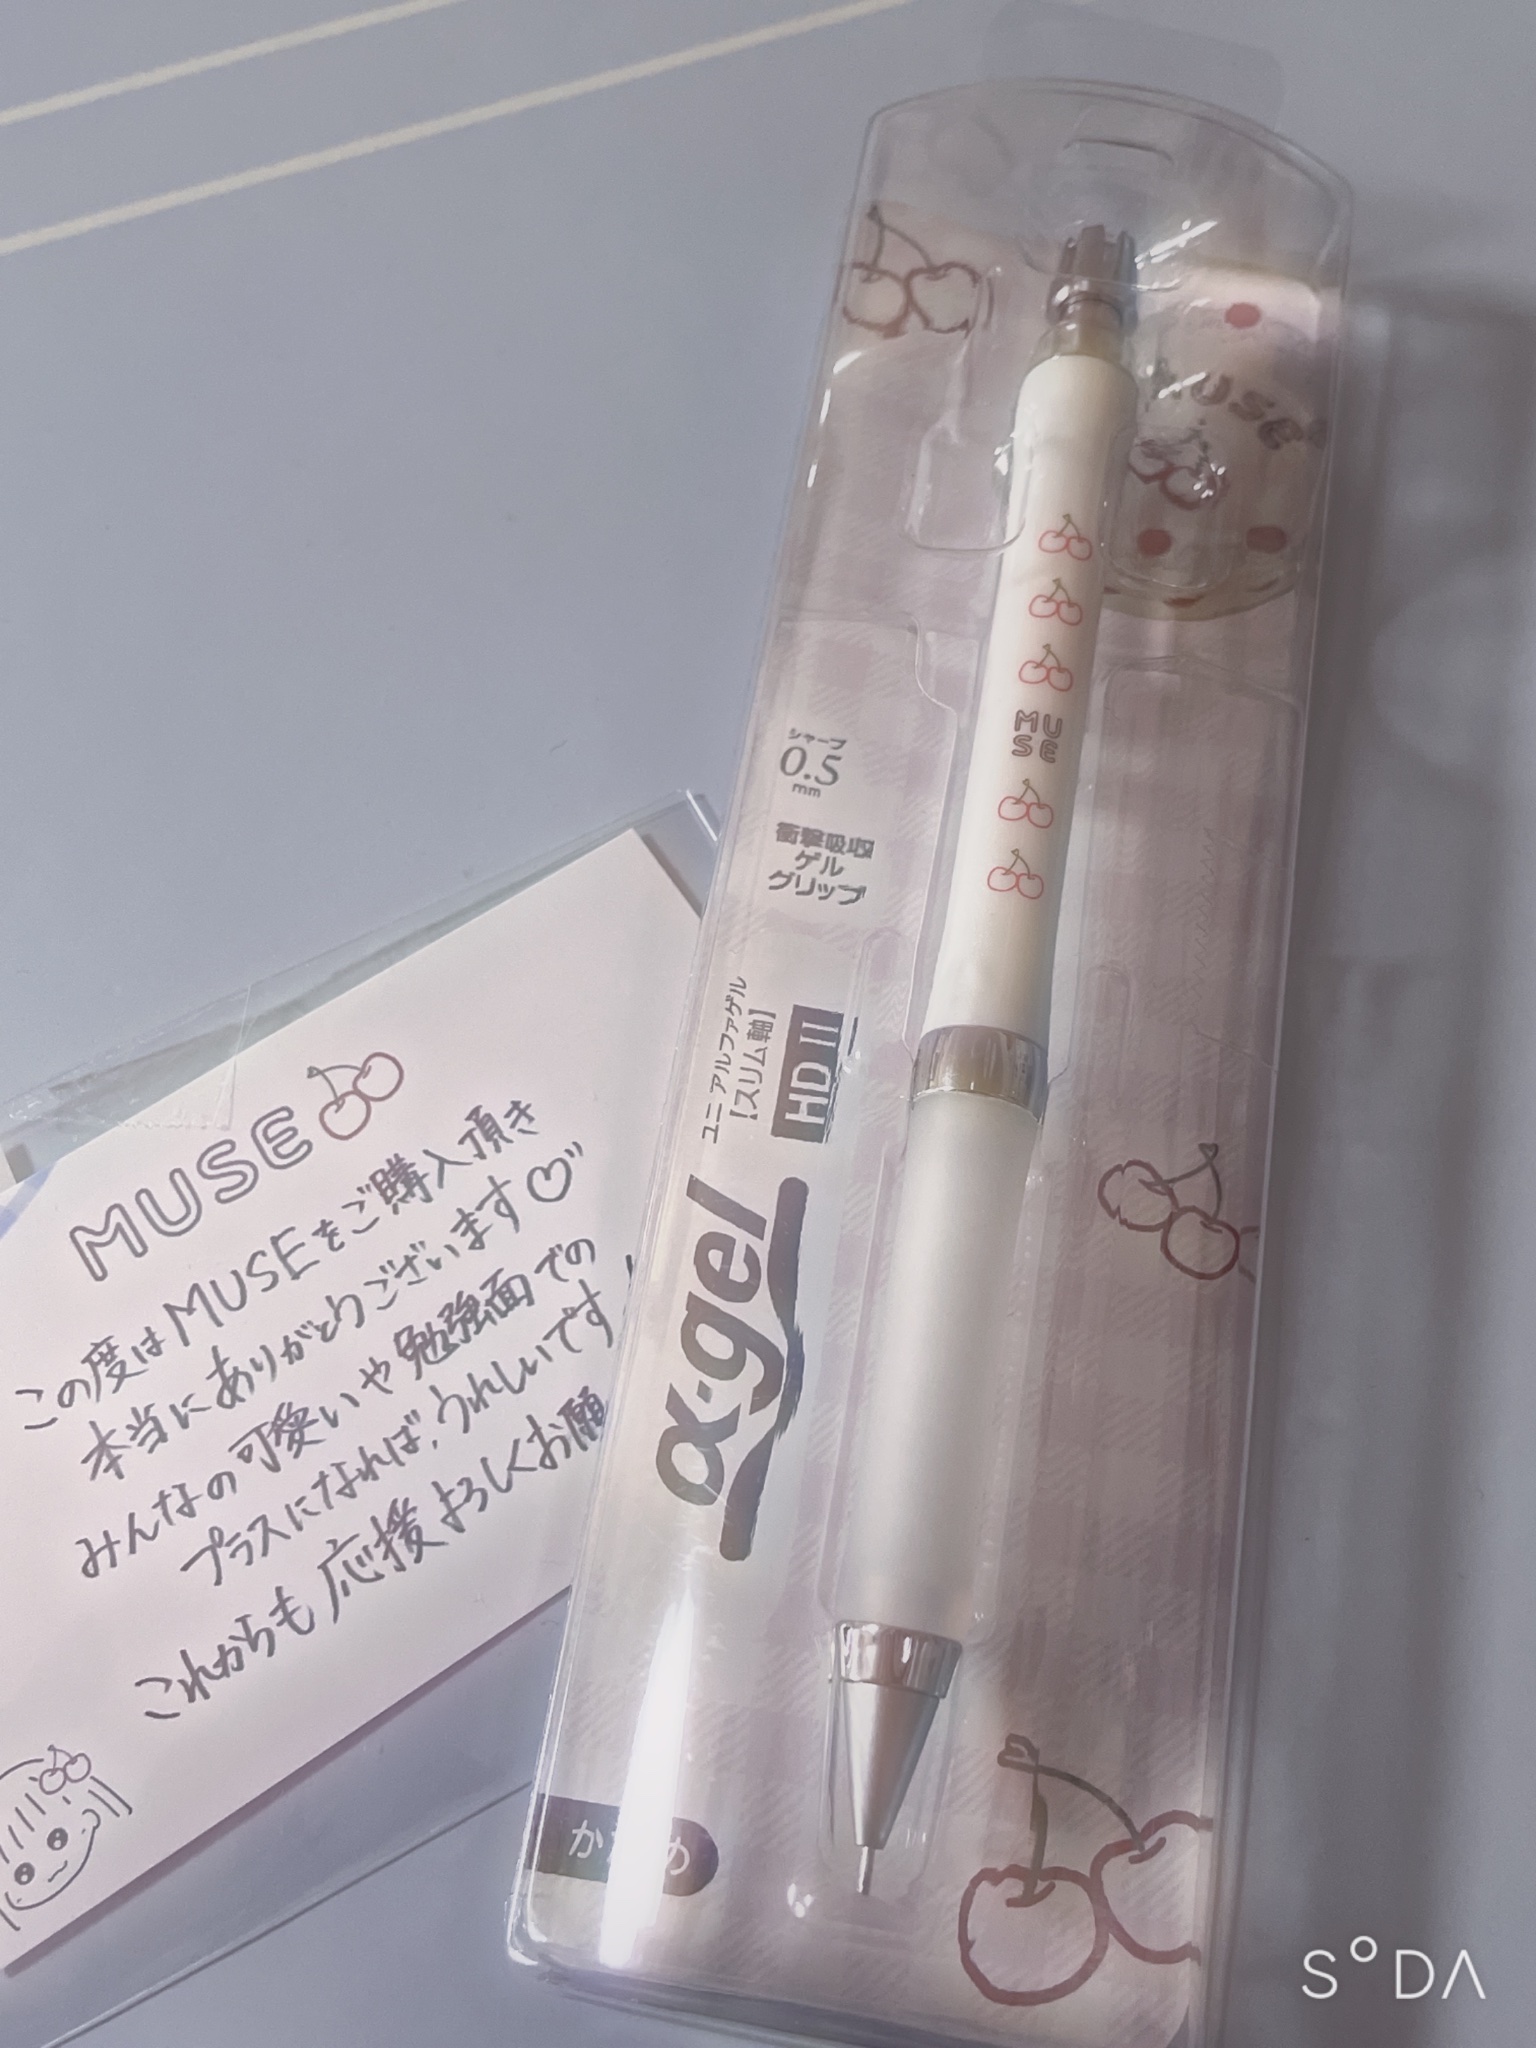 MUSE
MU
SE
シャープ
0.5
mm
衝撃吸収
ゲル
グリップ
ユニ アルファゲル
【スリム軸】
HD II
α·gel
MUSE
この度はMUSEをご購入頂き
本当にありがとうございます♡
みんなの可愛いや勉強面での
プラスになれば、うれしいです
これからも応援よろしくお願
S°DA